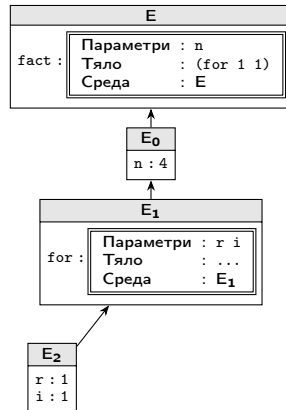 E
fact :
Параметри : n
Тяло : (for 1 1)
Среда : E
E₀
n : 4
E₁
for :
Параметри : r i
Тяло : ...
Среда : E₁
E₂
r : 1
i : 1